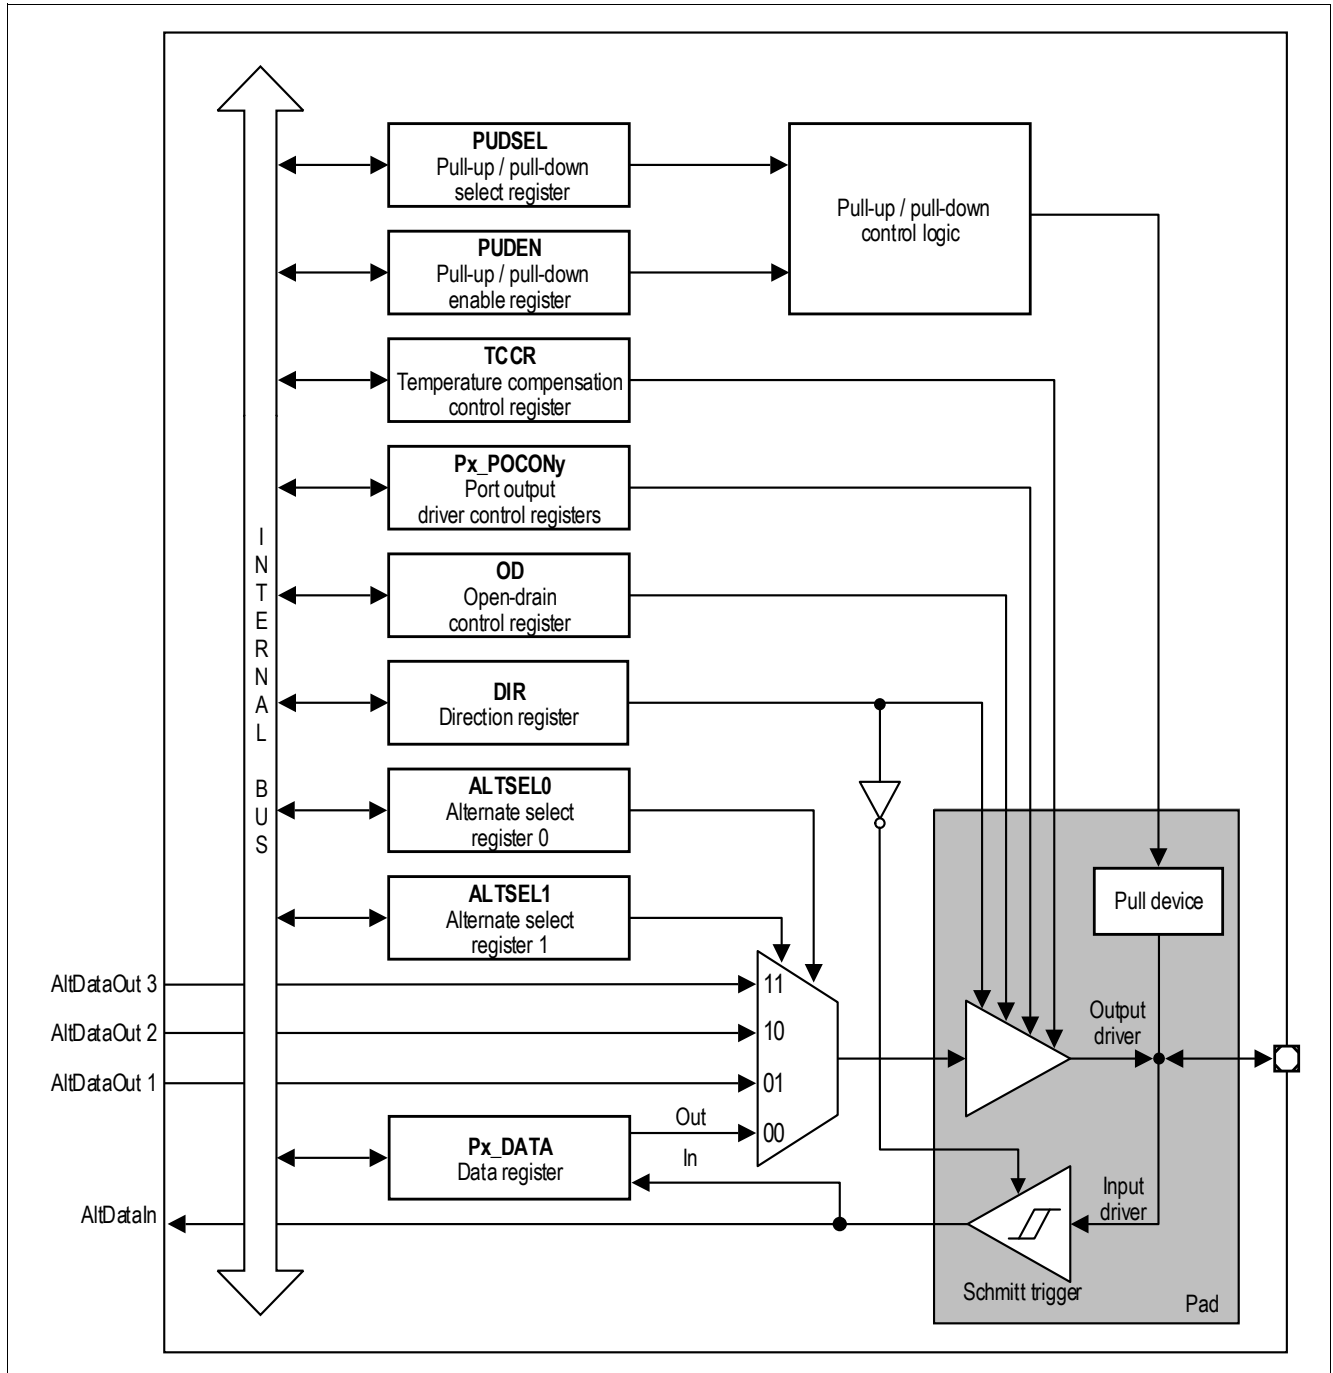 PUDSEL
Pull-up / pull-down
select register
Pull-up / pull-down
control logic
PUDEN
Pull-up / pull-down
enable register
TCCR
Temperature compensation
control register
Px_POCONy
Port output
driver control registers
INTERNAL BUS
OD
Open-drain
control register
DIR
Direction register
ALTSEL0
Alternate select
register 0
ALTSEL1
Alternate select
register 1
Pull device
AltDataOut 3
11
AltDataOut 2
10
AltDataOut 1
01
Output
driver
Out
00
Px_DATA
Data register
In
AltDataIn
Input
driver
Schmitt trigger
Pad